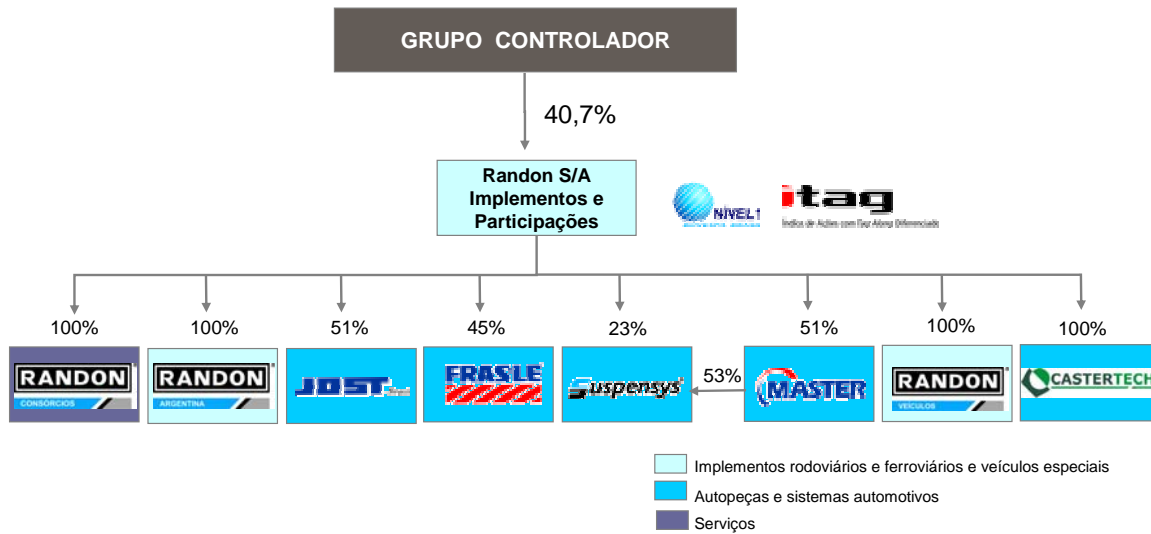 GRUPO CONTROLADOR
40,7%
Randon S/A
Implementos e
Participações
NÍVEL1
itag
Índice de Ações com Tag Along Diferenciado
100%
100%
51%
45%
23%
51%
100%
100%
RANDON
CONSÓRCIOS
RANDON
ARGENTINA
JOST
FRASLE
Suspensys
53%
MASTER
RANDON
VEÍCULOS
CASTERTECH
Implementos rodoviários e ferroviários e veículos especiais
Autopeças e sistemas automotivos
Serviços